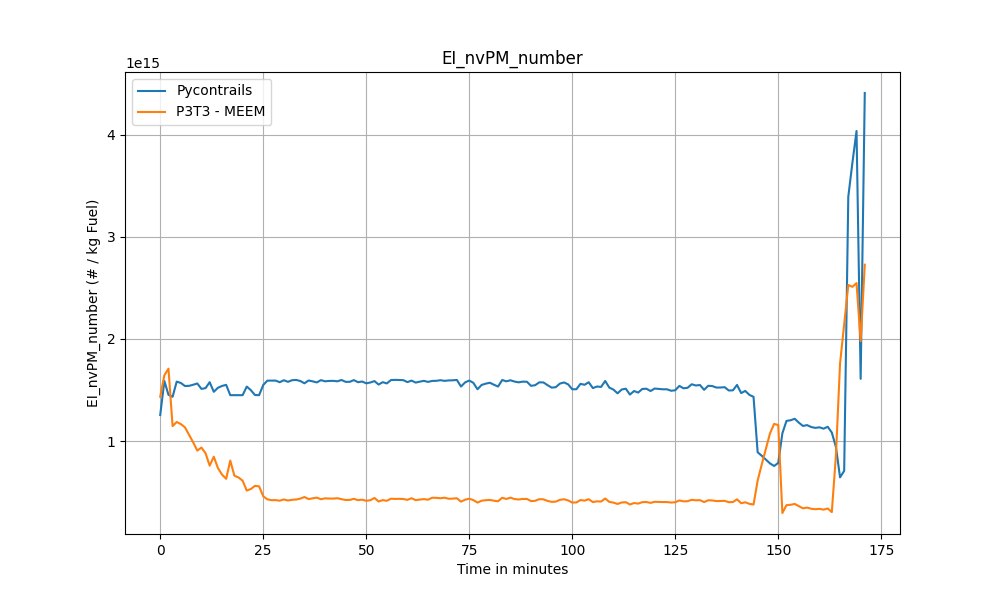 EI_nvPM_number
1e15
Pycontrails
P3T3 - MEEM
4
3
2
1
EI_nvPM_number (# / kg Fuel)
0 25 50 75 100 125 150 175
Time in minutes